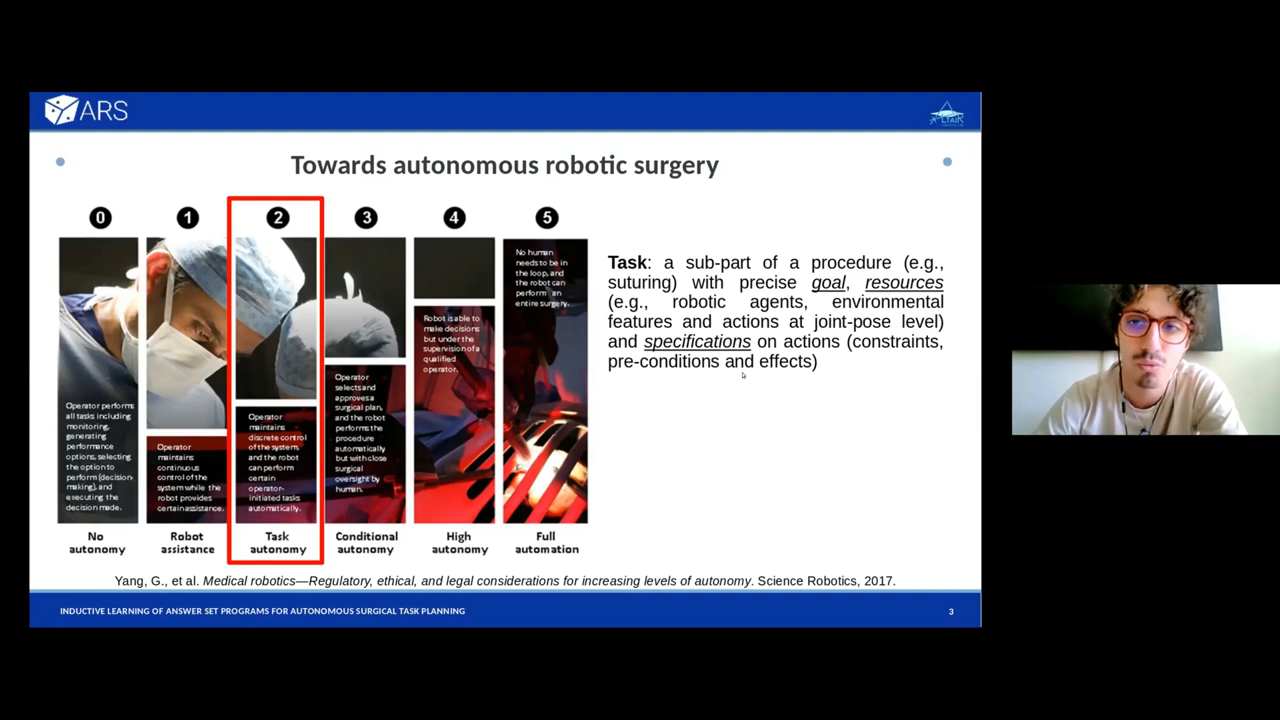 ARS
ALTAIR
Towards autonomous robotic surgery
0
1
2
3
4
5
Operator performs
all tasks including
monitoring,
generating
performance
options, selecting
the option to
perform (decision-
making), and
executing the
decision made.
Operator
maintains
continuous
control of the
system while the
robot provides
certain assistance.
Operator
maintains
discrete control
of the system,
and the robot
can perform
certain
operator-
initiated tasks
automatically.
Operator
selects and
approves a
surgical plan,
and the robot
performs the
procedure
automatically
but with close
surgical
oversight by
human.
Robot is able to
make decisions
but under the
supervision of a
qualified
operator.
No human
needs to be in
the loop, and
the robot can
perform an
entire surgery.
No
autonomy
Robot
assistance
Task
autonomy
Conditional
autonomy
High
autonomy
Full
automation
Task: a sub-part of a procedure (e.g.,
suturing) with precise goal, resources
(e.g., robotic agents, environmental
features and actions at joint-pose level)
and specifications on actions (constraints,
pre-conditions and effects)
Yang, G., et al. Medical robotics—Regulatory, ethical, and legal considerations for increasing levels of autonomy. Science Robotics, 2017.
INDUCTIVE LEARNING OF ANSWER SET PROGRAMS FOR AUTONOMOUS SURGICAL TASK PLANNING
3